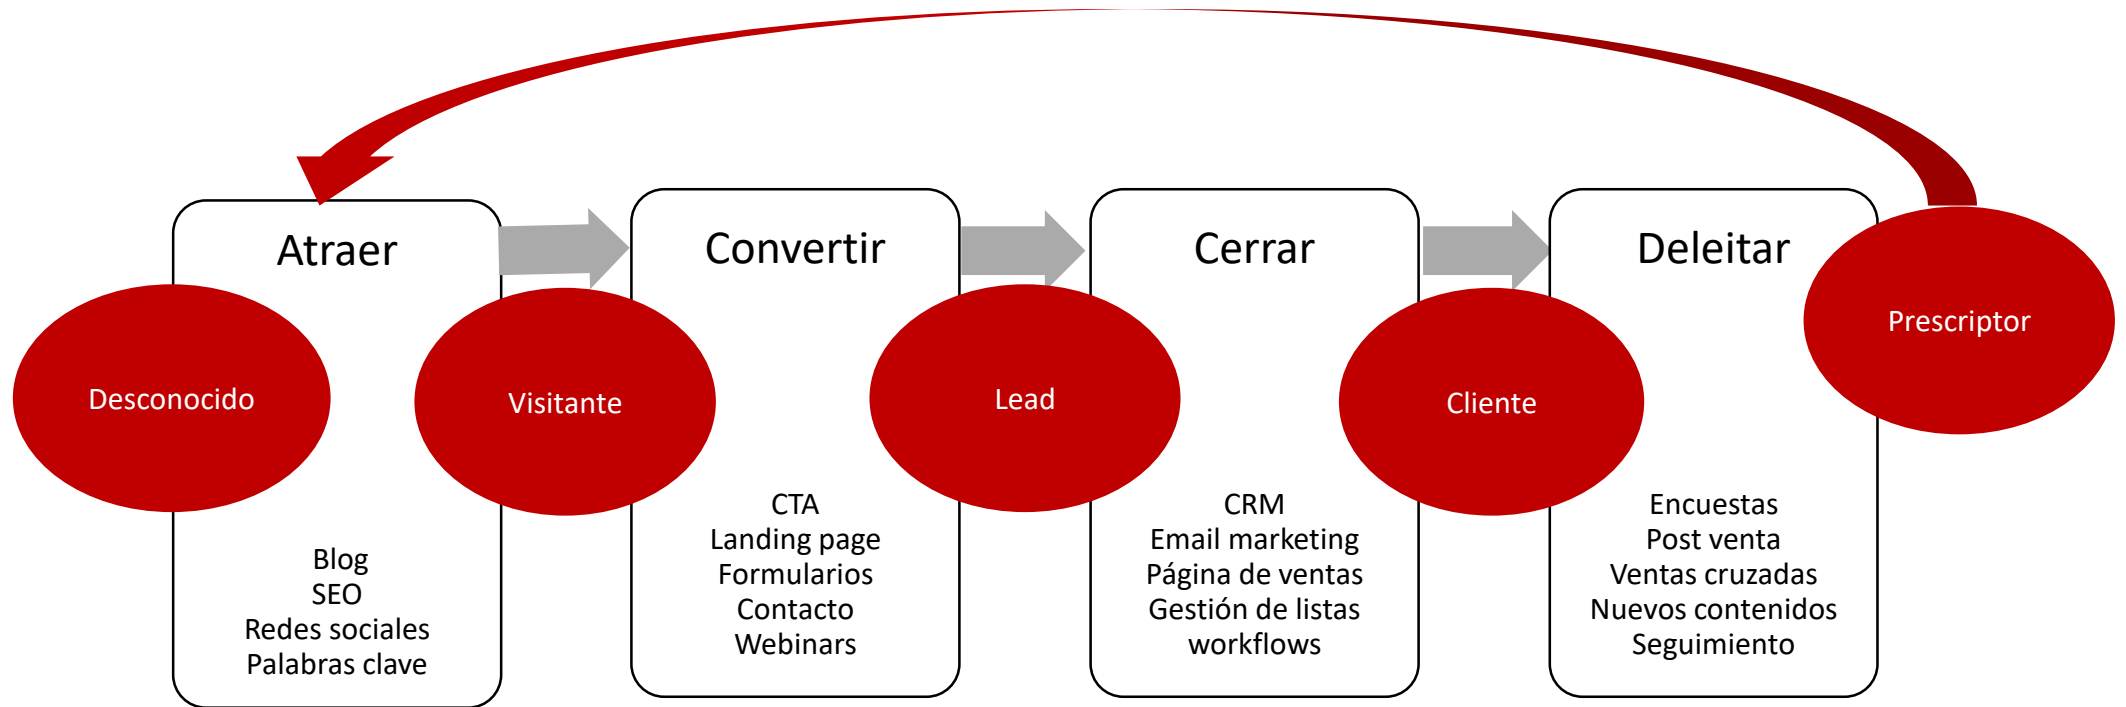 Atraer
Convertir
Cerrar
Deleitar
Desconocido
Visitante
Lead
Cliente
Prescriptor
Blog
SEO
Redes sociales
Palabras clave
CTA
Landing page
Formularios
Contacto
Webinars
CRM
Email marketing
Página de ventas
Gestión de listas
workflows
Encuestas
Post venta
Ventas cruzadas
Nuevos contenidos
Seguimiento